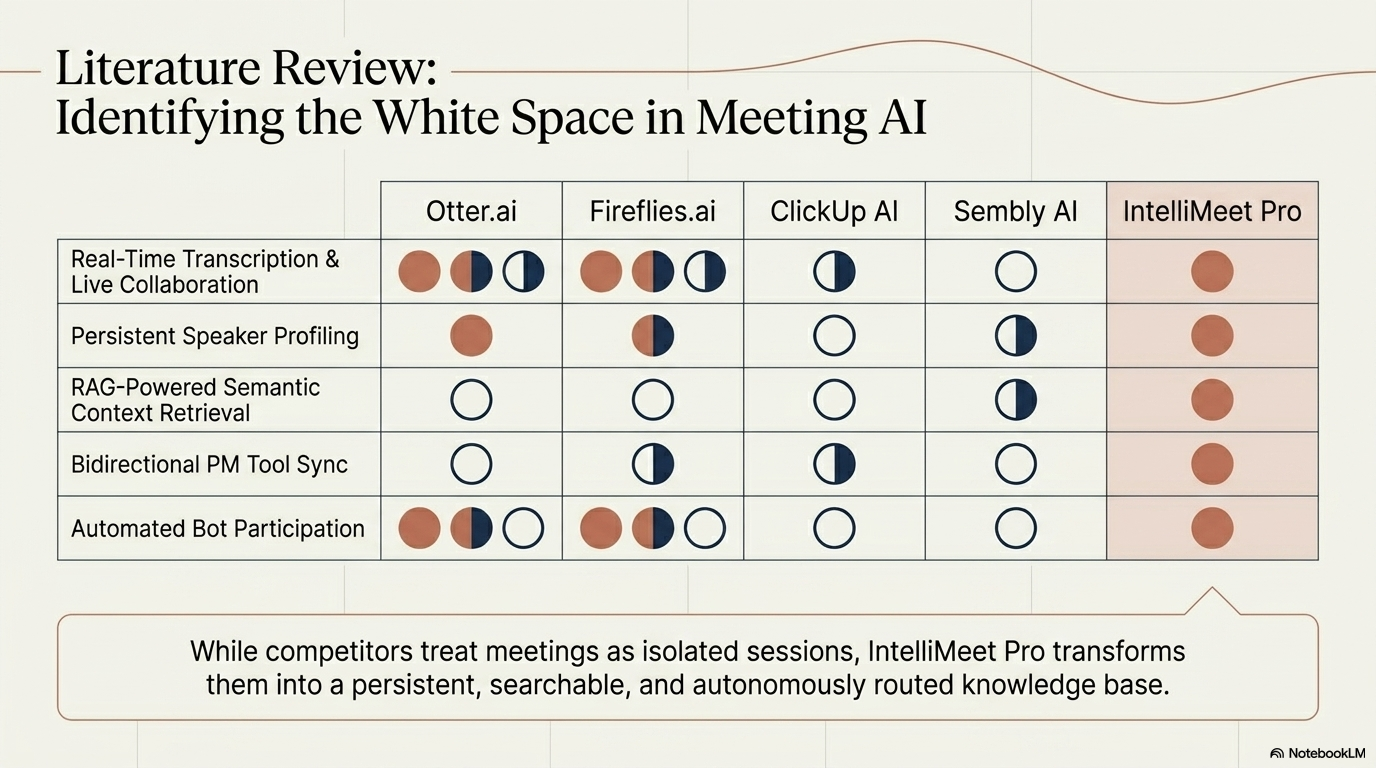 Literature Review:
Identifying the White Space in Meeting AI
Otter.ai
Fireflies.ai
ClickUp AI
Sembly AI
IntelliMeet Pro
Real-Time Transcription &
Live Collaboration
Persistent Speaker Profiling
RAG-Powered Semantic
Context Retrieval
Bidirectional PM Tool Sync
Automated Bot Participation
While competitors treat meetings as isolated sessions, IntelliMeet Pro transforms
them into a persistent, searchable, and autonomously routed knowledge base.
NotebookLM